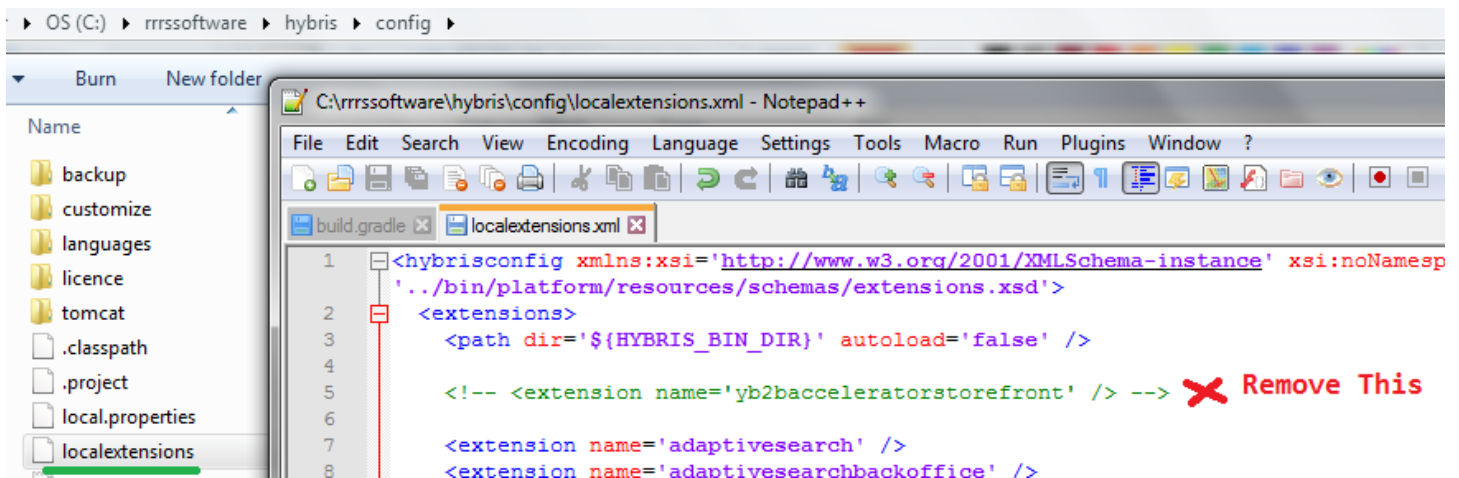 OS (C:) rrrssoftware hybris config
Burn New folder
Name
backup
customize
languages
licence
tomcat
.classpath
.project
local.properties
localextensions
C:\rrrssoftware\hybris\config\localextensions.xml - Notepad++
File Edit Search View Encoding Language Settings Tools Macro Run Plugins Window ?
build.gradle localextensions.xml
1 <hybrisconfig xmlns:xsi='http://www.w3.org/2001/XMLSchema-instance' xsi:noNamesp
'../bin/platform/resources/schemas/extensions.xsd'>
2 <extensions>
3 <path dir='${HYBRIS_BIN_DIR}' autoload='false' />
4
5 <!-- <extension name='yb2bacceleratorstorefront' /> --> Remove This
6
7 <extension name='adaptivesearch' />
8 <extension name='adaptivesearchbackoffice' />